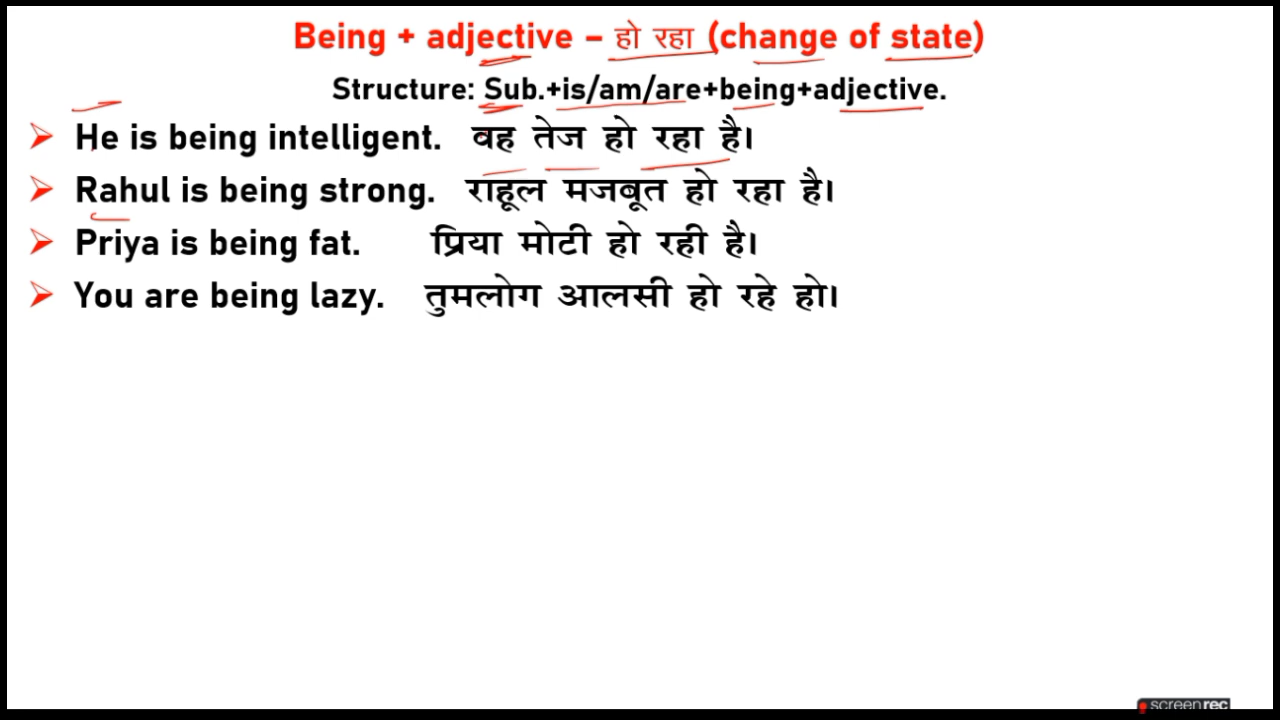 Being + adjective – हो रहा (change of state)
Structure: Sub.+is/am/are+being+adjective.
➤ He is being intelligent. वह तेज हो रहा है।
➤ Rahul is being strong. राहूल मजबूत हो रहा है।
➤ Priya is being fat. प्रिया मोटी हो रही है।
➤ You are being lazy. तुमलोग आलसी हो रहे हो।
screenrec